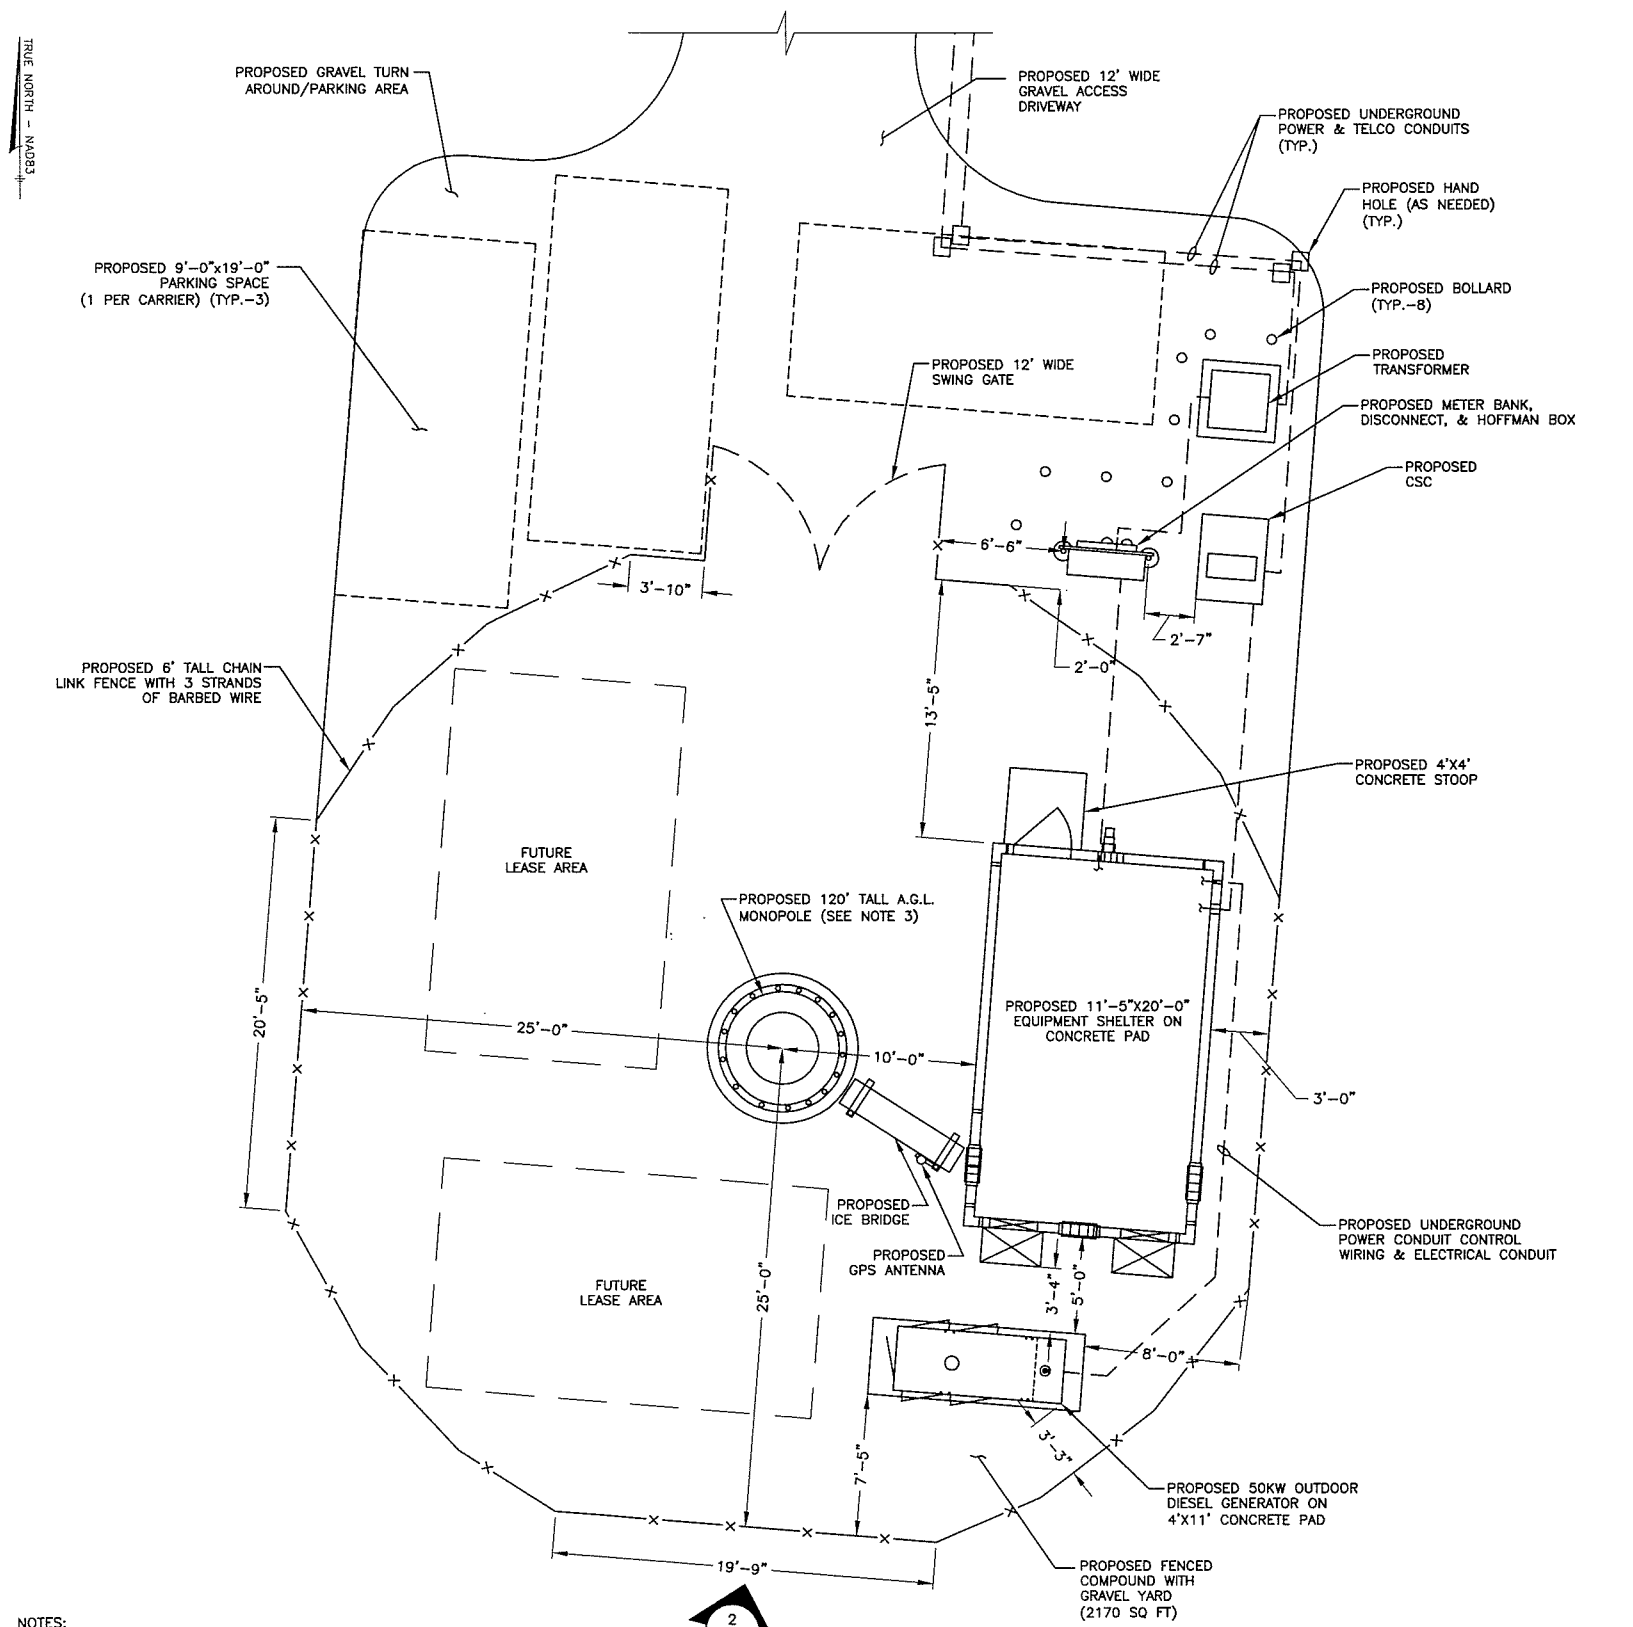 TRUE NORTH - NAD83
PROPOSED GRAVEL TURN
AROUND/PARKING AREA
PROPOSED 12' WIDE
GRAVEL ACCESS
DRIVEWAY
PROPOSED UNDERGROUND
POWER & TELCO CONDUITS
(TYP.)
PROPOSED HAND
HOLE (AS NEEDED)
(TYP.)
PROPOSED 9'-0"x19'-0"
PARKING SPACE
(1 PER CARRIER) (TYP.-3)
PROPOSED BOLLARD
(TYP.-8)
PROPOSED 12' WIDE
SWING GATE
PROPOSED
TRANSFORMER
PROPOSED METER BANK,
DISCONNECT, & HOFFMAN BOX
PROPOSED
CSC
6'-6"
3'-10"
2'-7"
2'-0"
13'-5"
PROPOSED 6' TALL CHAIN
LINK FENCE WITH 3 STRANDS
OF BARBED WIRE
PROPOSED 4'X4'
CONCRETE STOOP
FUTURE
LEASE AREA
PROPOSED 120' TALL A.G.L.
MONOPOLE (SEE NOTE 3)
20'-5"
25'-0"
10'-0"
PROPOSED 11'-5"X20'-0"
EQUIPMENT SHELTER ON
CONCRETE PAD
3'-0"
PROPOSED
ICE BRIDGE
PROPOSED
GPS ANTENNA
PROPOSED UNDERGROUND
POWER CONDUIT CONTROL
WIRING & ELECTRICAL CONDUIT
FUTURE
LEASE AREA
25'-0"
3'-4"
5'-0"
8'-0"
7'-5"
3'-3"
PROPOSED 50KW OUTDOOR
DIESEL GENERATOR ON
4'X11' CONCRETE PAD
19'-9"
PROPOSED FENCED
COMPOUND WITH
GRAVEL YARD
(2170 SQ FT)
2
NOTES: